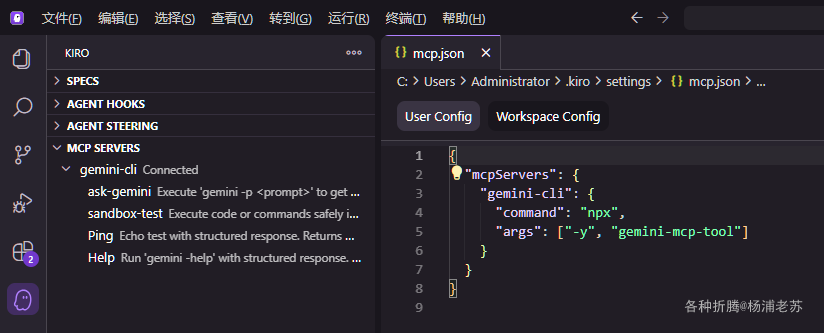 文件(F) 编辑(E) 选择(S) 查看(V) 转到(G) 运行(R) 终端(T) 帮助(H)
KIRO
SPECS
AGENT HOOKS
AGENT STEERING
MCP SERVERS
gemini-cli Connected
ask-gemini Execute 'gemini -p <prompt>' to get ...
sandbox-test Execute code or commands safely i...
Ping Echo test with structured response. Returns ...
Help Run 'gemini -help' with structured response. ...
2
{} mcp.json
C: > Users > Administrator > .kiro > settings > {} mcp.json > ...
User Config Workspace Config
1 {
2 "mcpServers": {
3 "gemini-cli": {
4 "command": "npx",
5 "args": ["-y", "gemini-mcp-tool"]
6 }
7 }
8 }
9
各种折腾@杨浦老苏